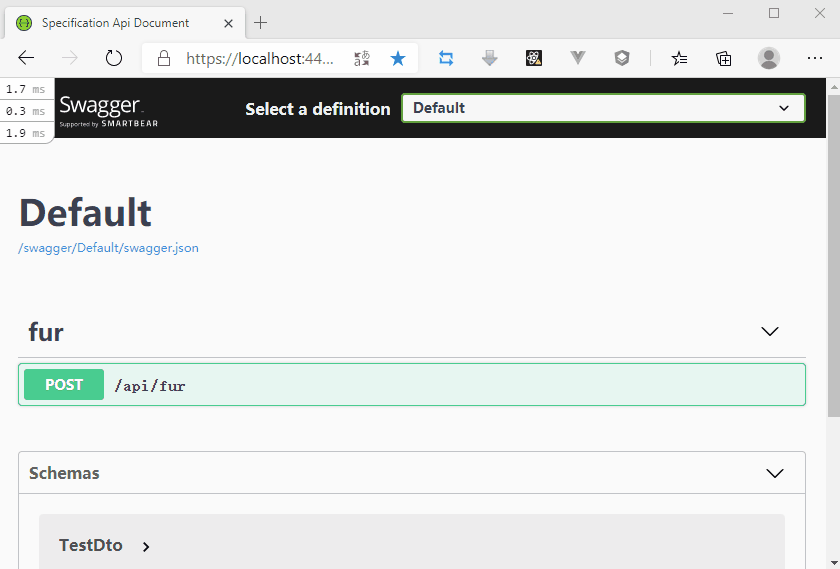 Specification Api Document
https://localhost:44...
1.7 ms
0.3 ms
1.9 ms
Swagger
Supported by SMARTBEAR
Select a definition
Default
Default
/swagger/Default/swagger.json
fur
POST /api/fur
Schemas
TestDto